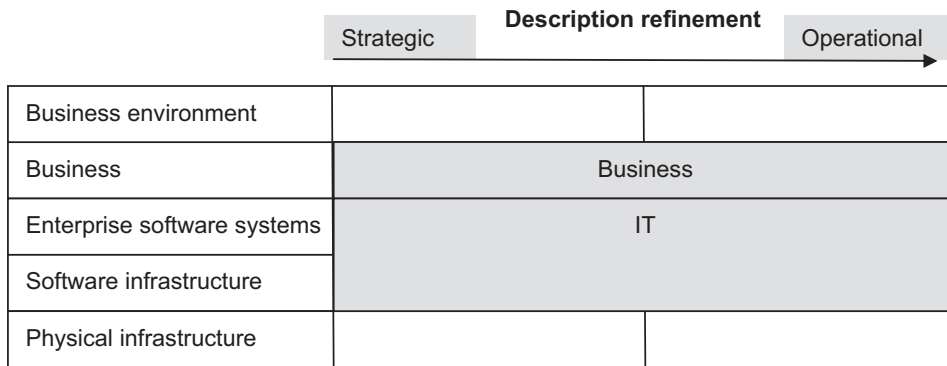 Description refinement
Strategic
Operational
Business environment
Business
Business
Enterprise software systems
IT
Software infrastructure
Physical infrastructure